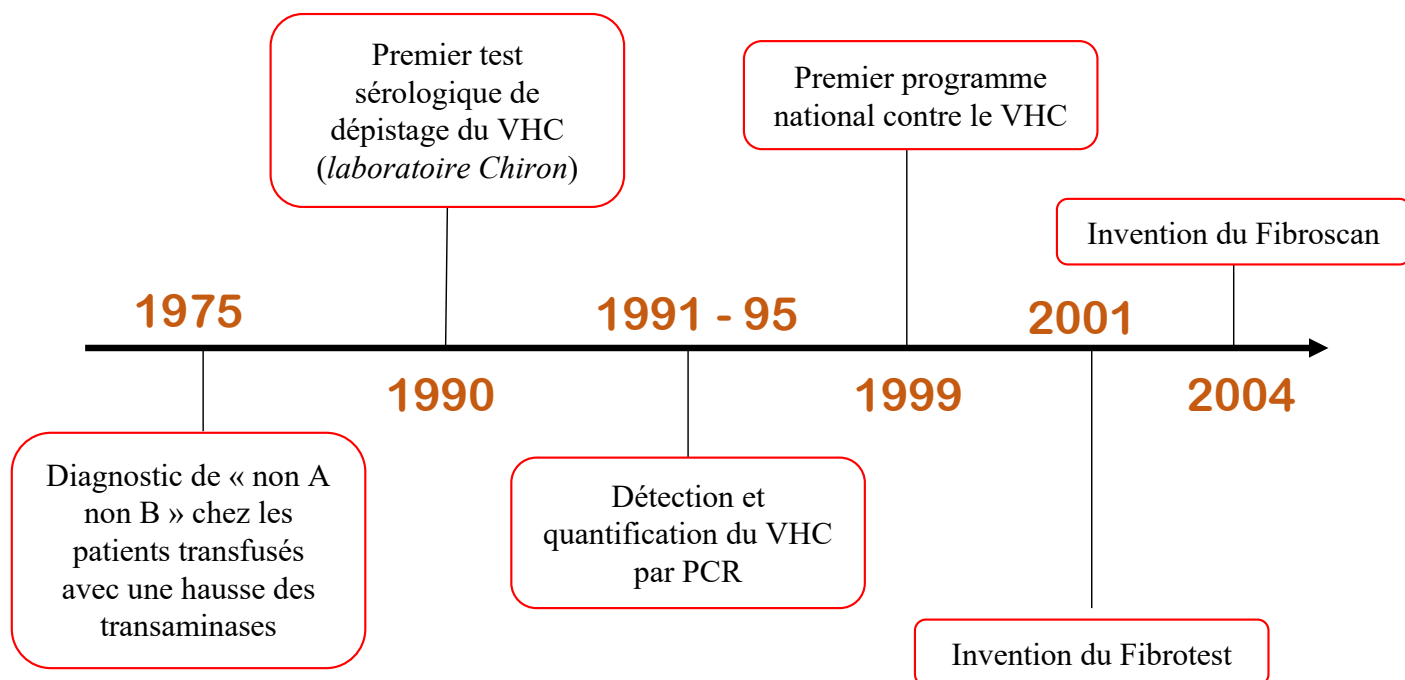 Premier test
sérologique de
dépistage du VHC
(laboratoire Chiron)
Premier programme
national contre le VHC
Invention du Fibroscan
1975
1991 - 95
2001
1990
1999
2004
Diagnostic de « non A
non B » chez les
patients transfusés
avec une hausse des
transaminases
Détection et
quantification du VHC
par PCR
Invention du Fibrotest